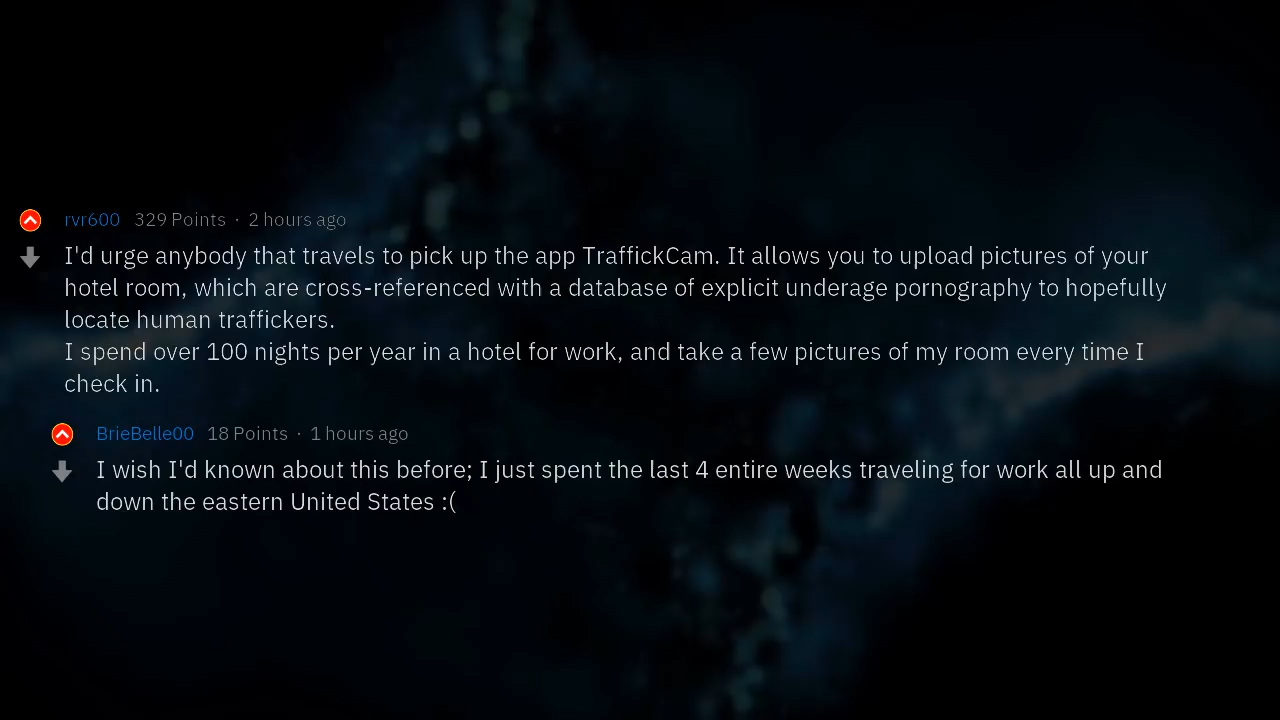 rvr600 329 Points · 2 hours ago
I'd urge anybody that travels to pick up the app TraffickCam. It allows you to upload pictures of your
hotel room, which are cross-referenced with a database of explicit underage pornography to hopefully
locate human traffickers.
I spend over 100 nights per year in a hotel for work, and take a few pictures of my room every time I
check in.
BrieBelle00 18 Points · 1 hours ago
I wish I'd known about this before; I just spent the last 4 entire weeks traveling for work all up and
down the eastern United States :(